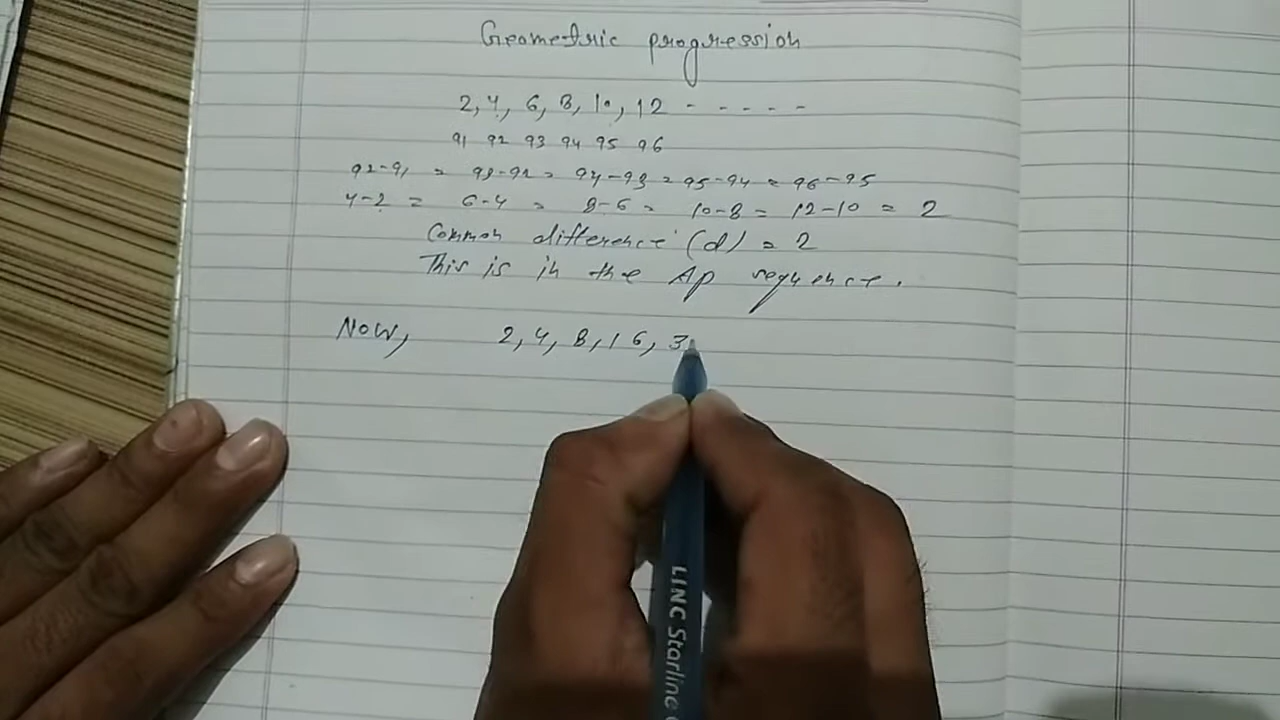 Geometric progression
2, 4, 6, 8, 10, 12 - - - - -
a1 a2 a3 a4 a5 a6
a2-a1 = a3-a2 = a4-a3 = a5-a4 = a6-a5
4-2 = 6-4 = 8-6 = 10-8 = 12-10 = 2
Common difference (d) = 2
This is in the AP sequence.
Now, 2, 4, 8, 16, 3
LINC Starline